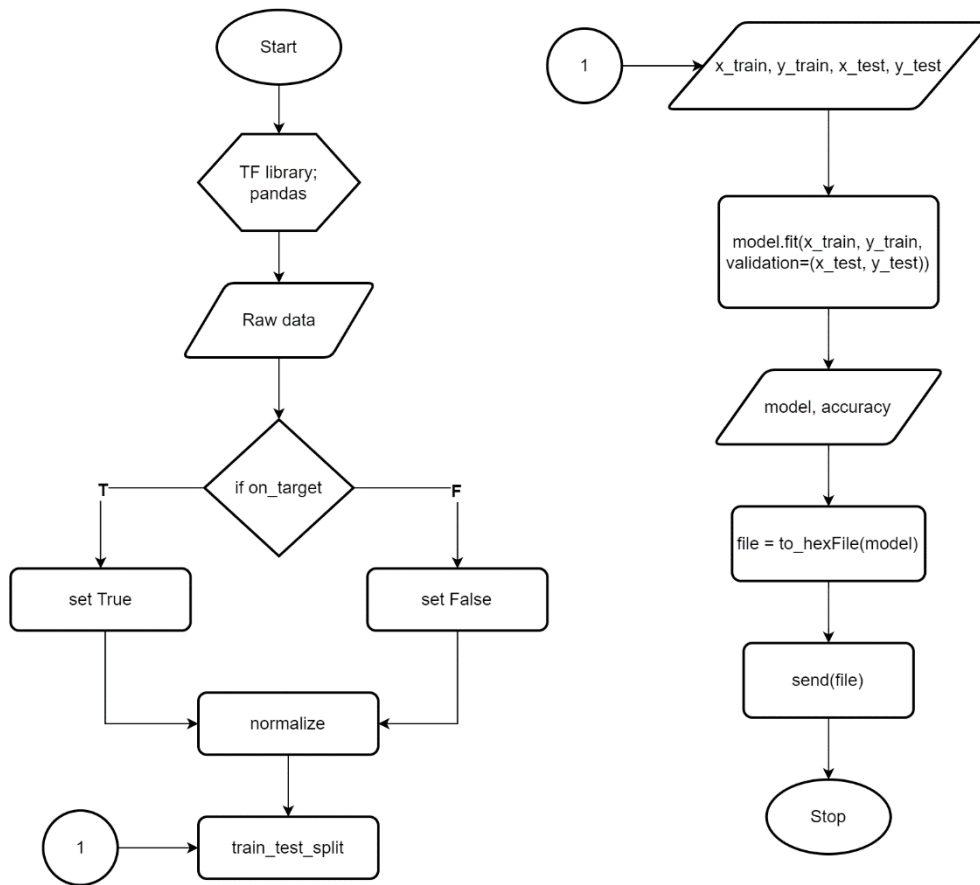 Start
TF library;
pandas
Raw data
if on_target
T
F
set True
set False
normalize
1
train_test_split
1
x_train, y_train, x_test, y_test
model.fit(x_train, y_train,
validation=(x_test, y_test))
model, accuracy
file = to_hexFile(model)
send(file)
Stop